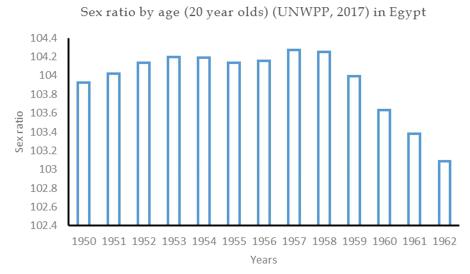 Sex ratio by age (20 year olds) (UNWPP, 2017) in Egypt
104.4
104.2
104
103.8
103.6
103.4
103.2
103
102.8
102.6
102.4
Sex ratio
1950 1951 1952 1953 1954 1955 1956 1957 1958 1959 1960 1961 1962
Years